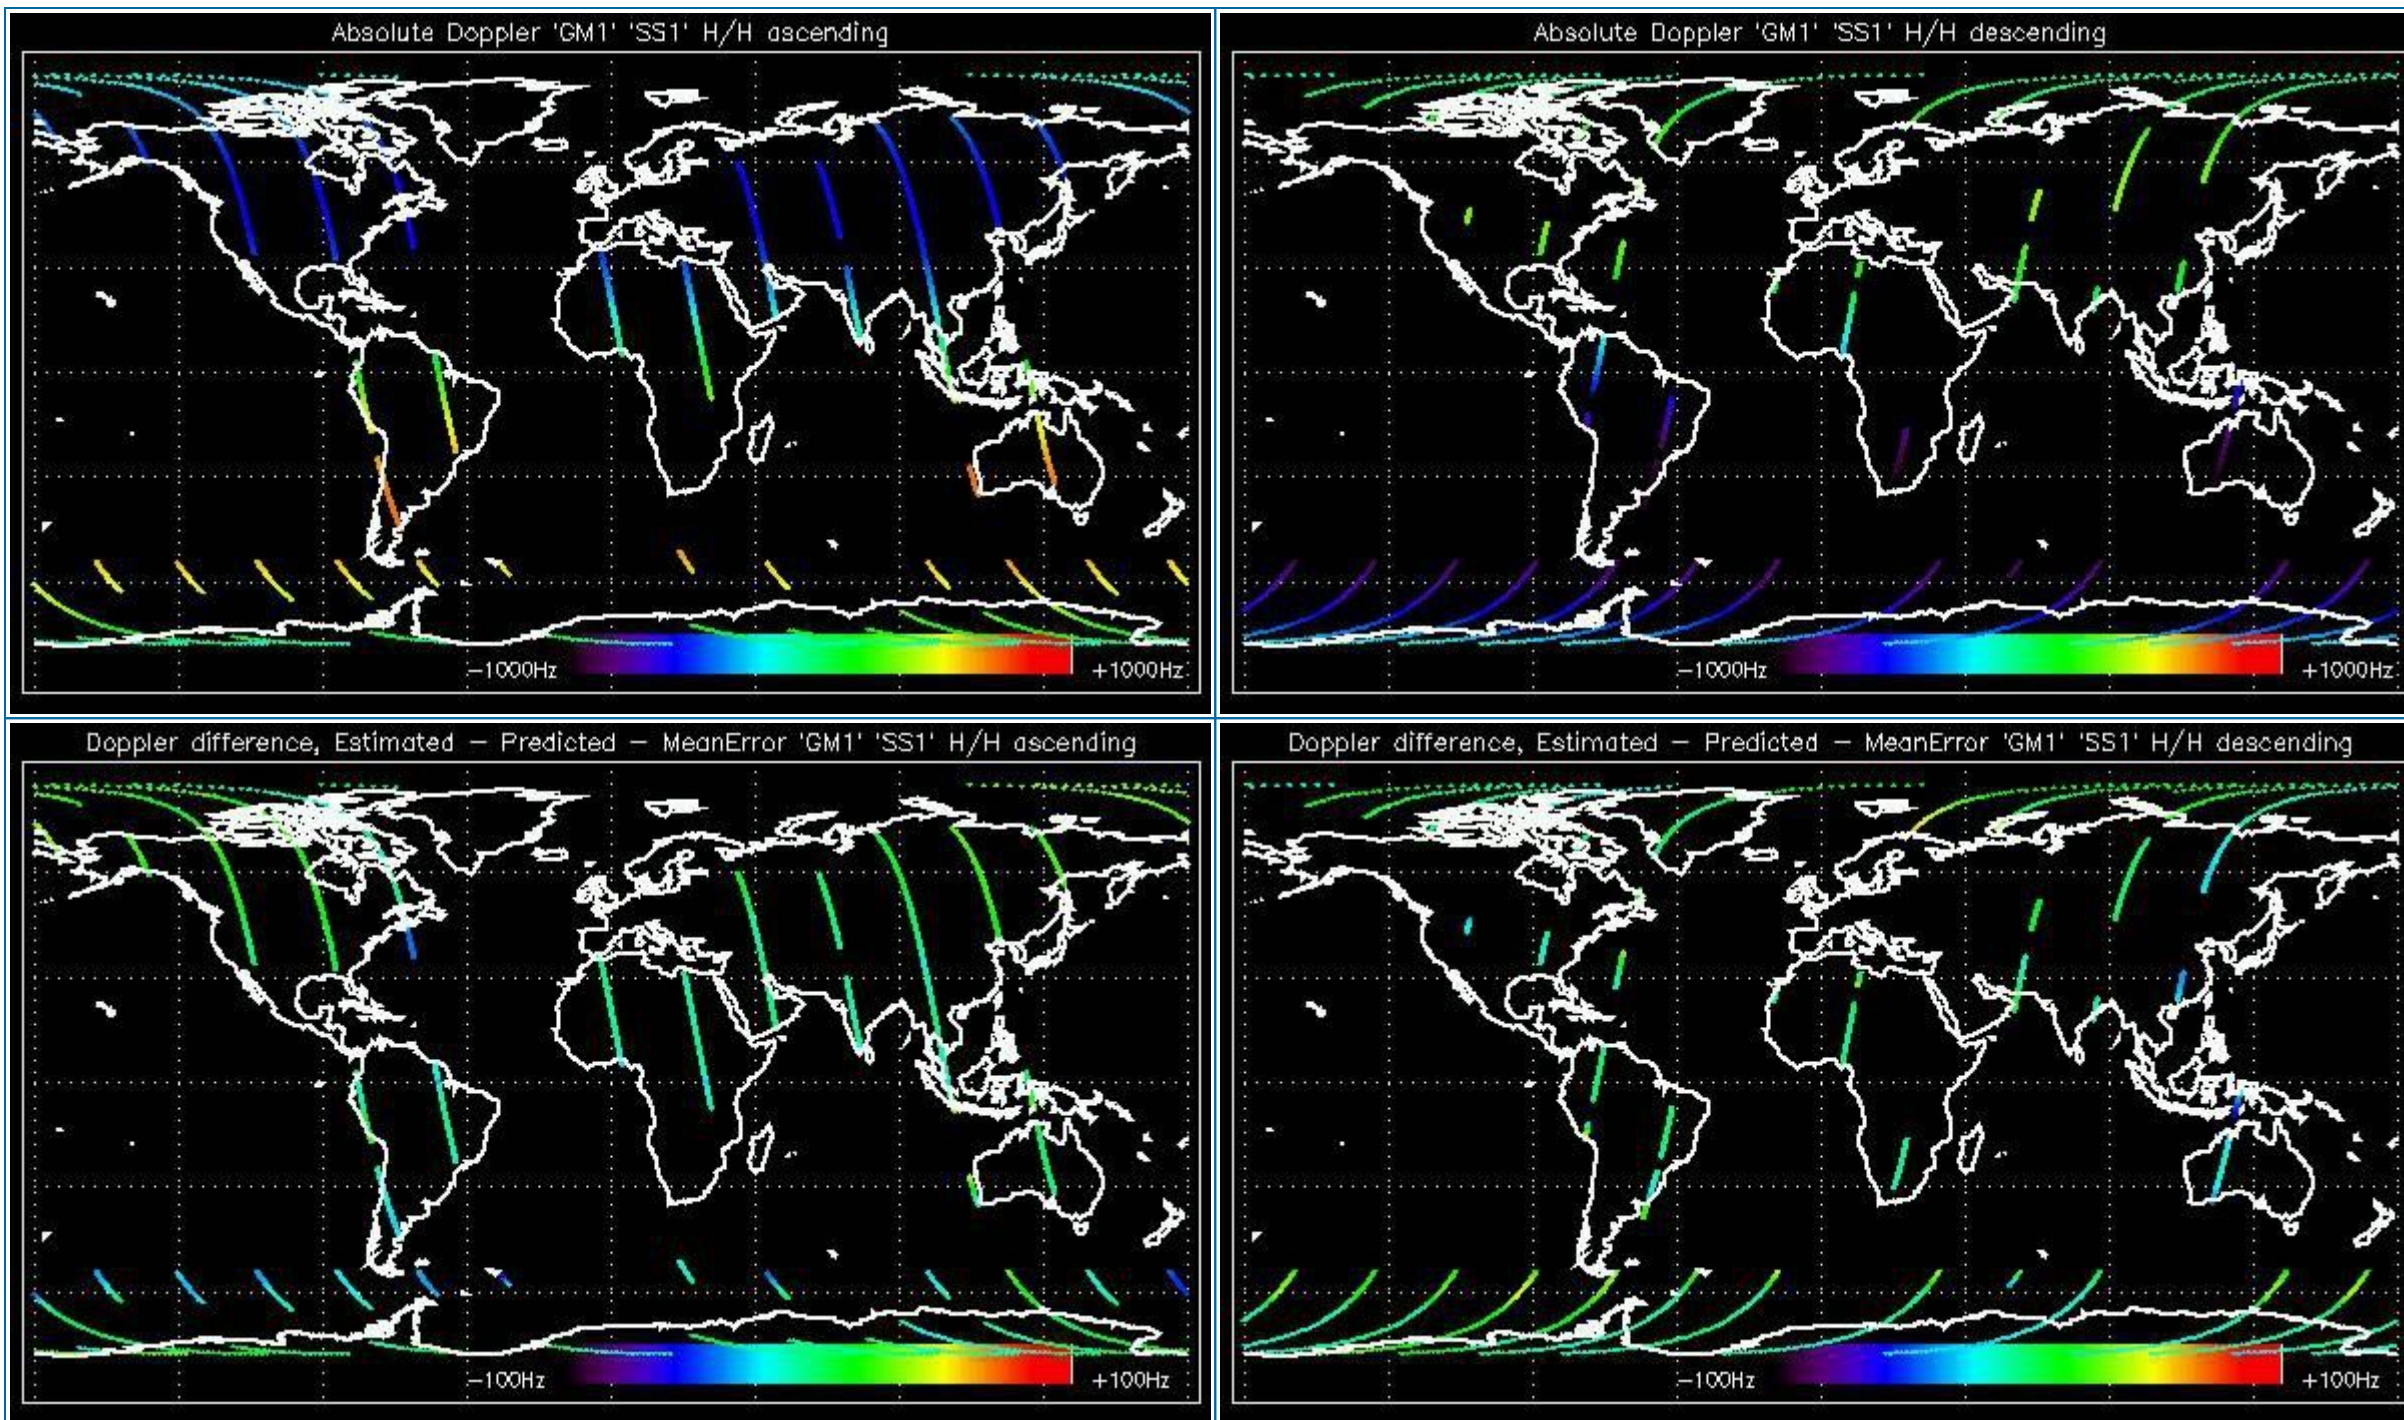 Absolute Doppler 'GM1' 'SS1' H/H ascending
-1000Hz
+1000Hz
Absolute Doppler 'GM1' 'SS1' H/H descending
-1000Hz
+1000Hz
Doppler difference, Estimated - Predicted - MeanError 'GM1' 'SS1' H/H ascending
-100Hz
+100Hz
Doppler difference, Estimated - Predicted - MeanError 'GM1' 'SS1' H/H descending
-100Hz
+100Hz